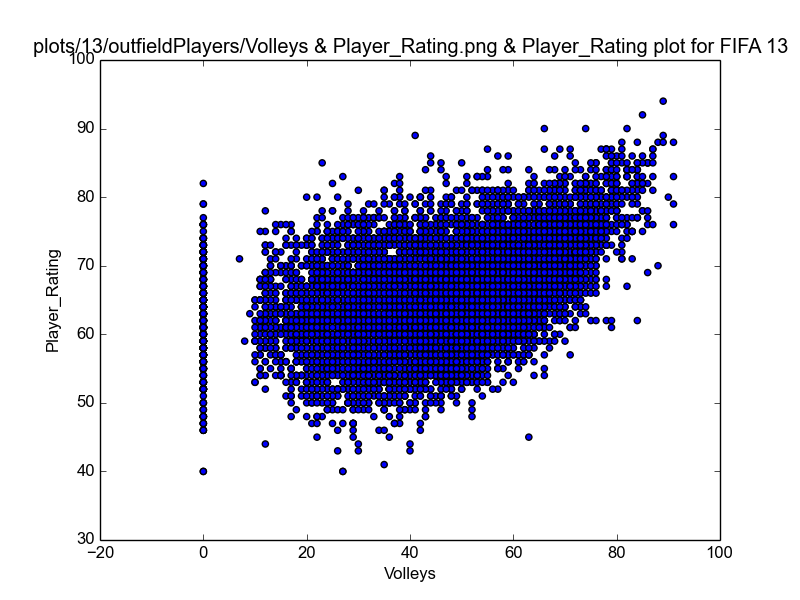 plots/13/outfieldPlayers/Volleys & Player_Rating.png & Player_Rating plot for FIFA 13
100
90
80
70
60
50
40
30
Player_Rating
−20 0 20 40 60 80 100
Volleys